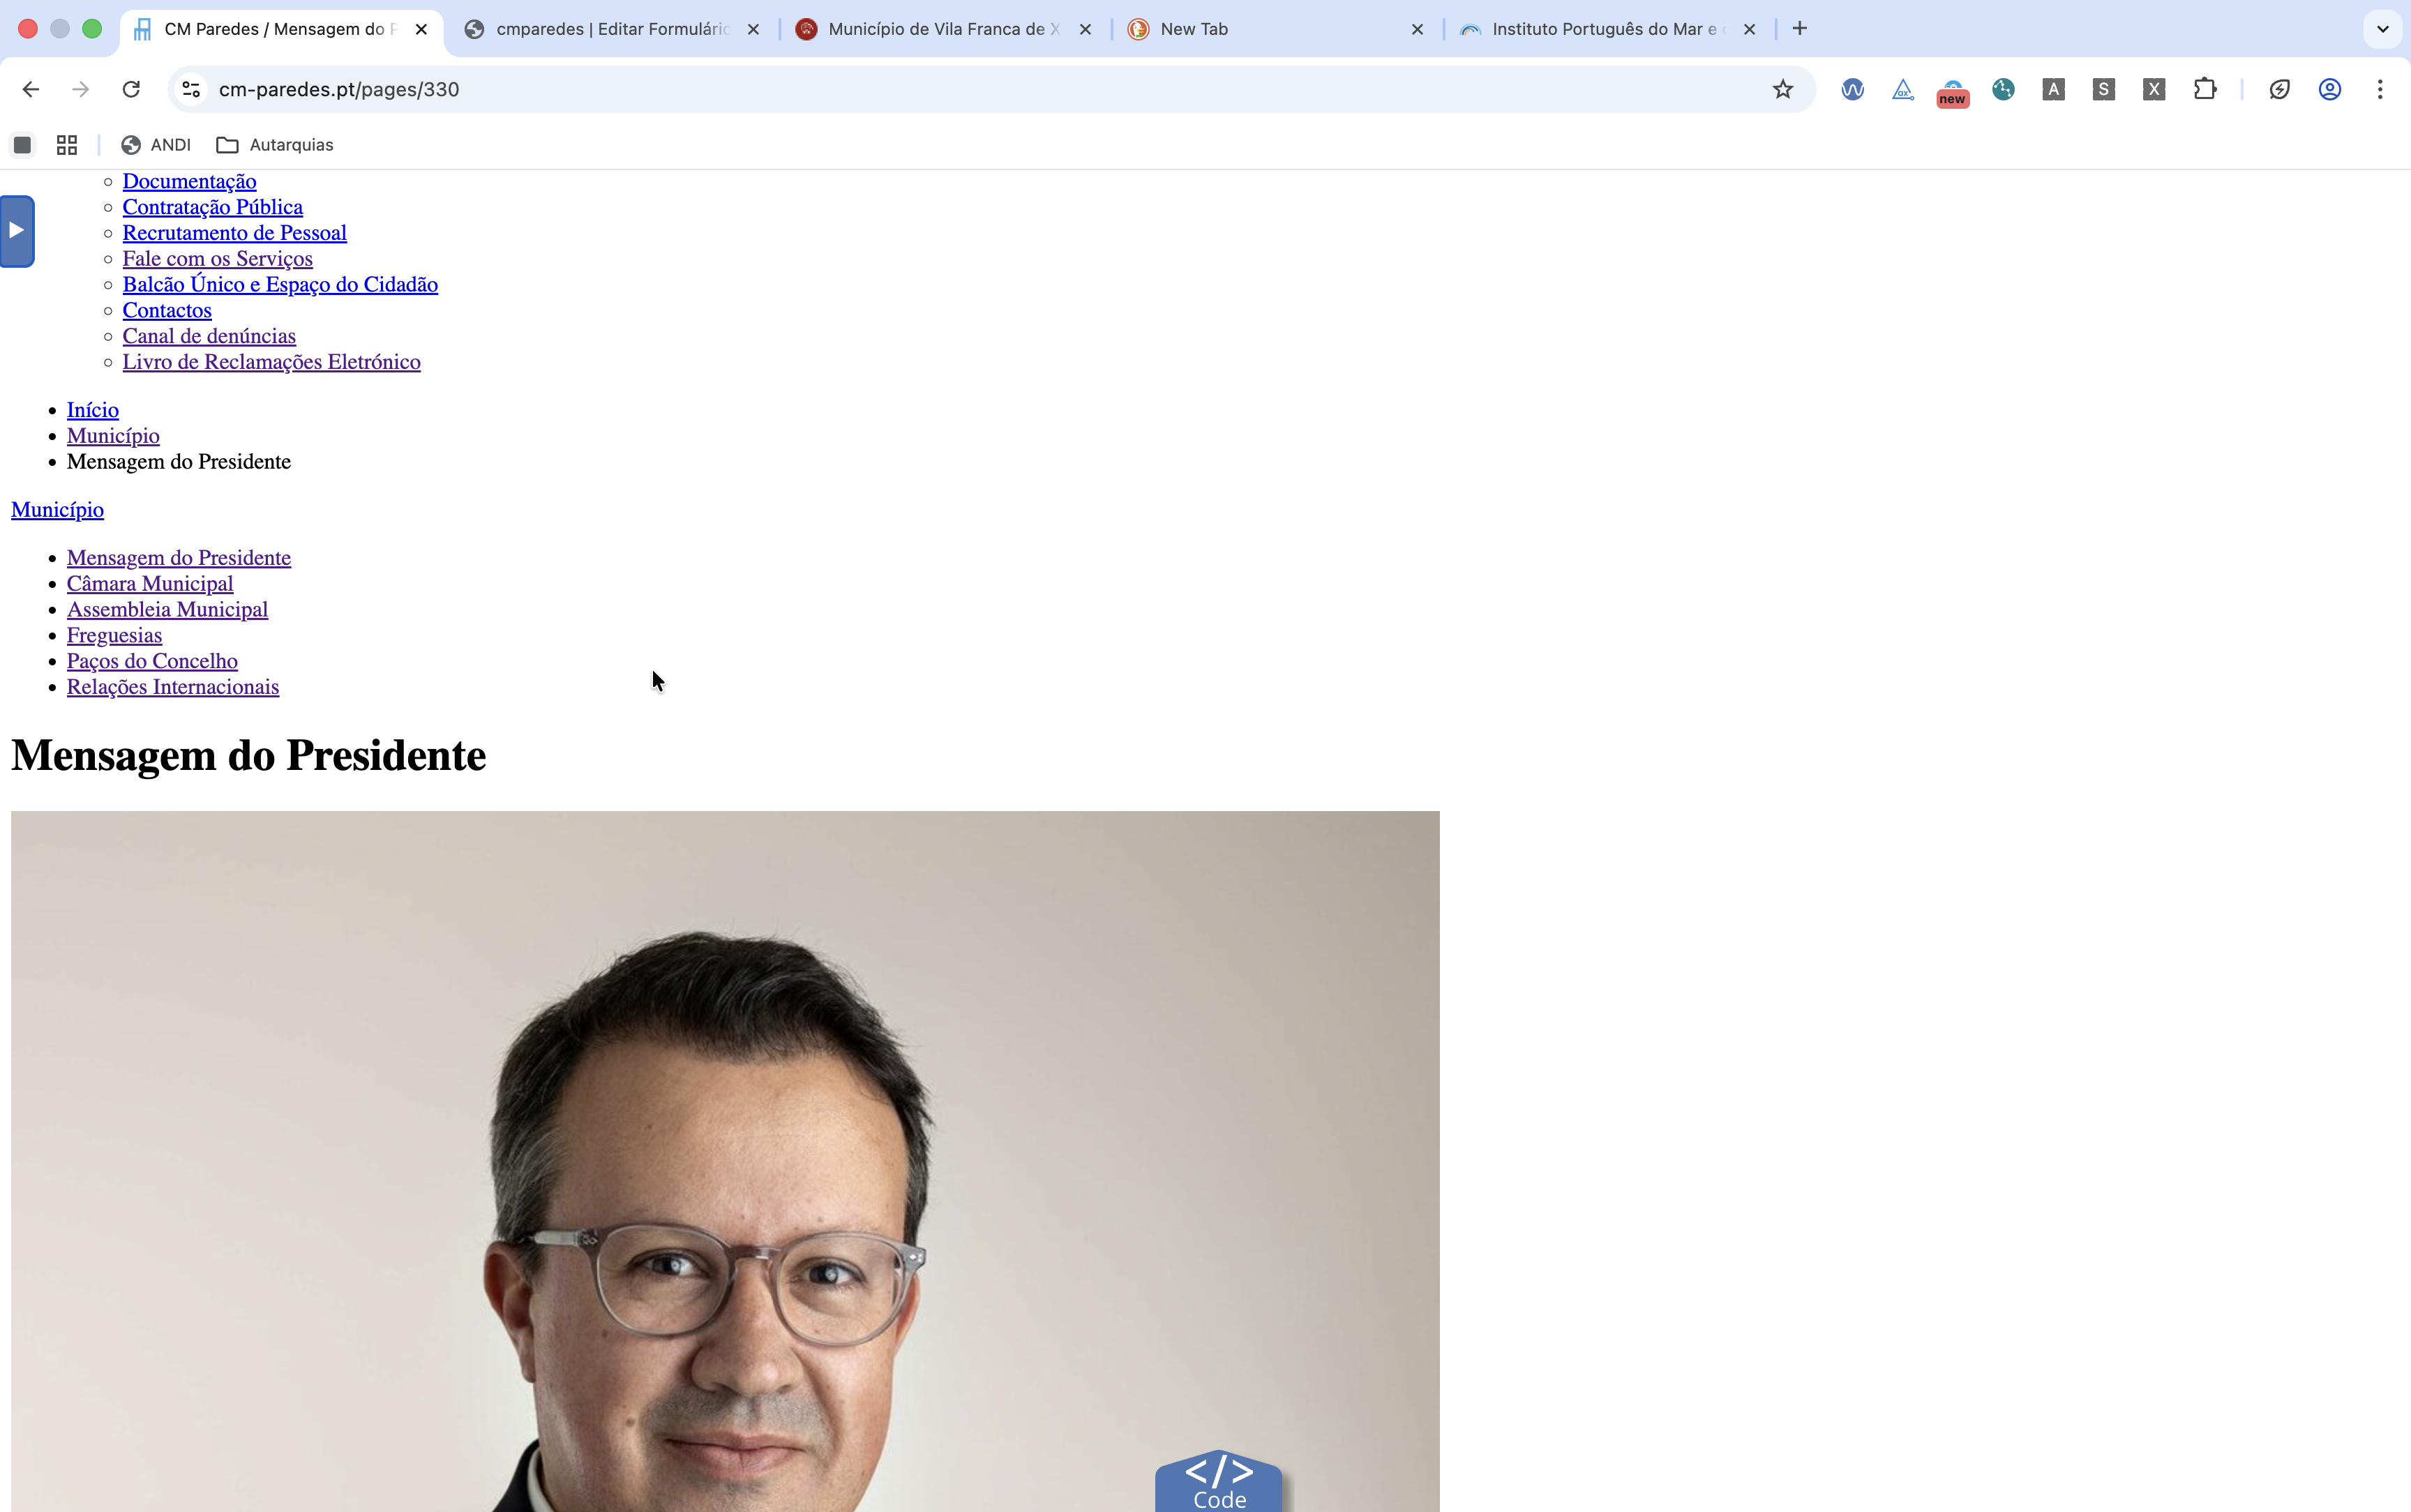 CM Paredes / Mensagem do P
cmparedes | Editar Formulário
Município de Vila Franca de X
New Tab
Instituto Português do Mar e
cm-paredes.pt/pages/330
new
A
S
X
ANDI
Autarquias
Documentação
Contratação Pública
Recrutamento de Pessoal
Fale com os Serviços
Balcão Único e Espaço do Cidadão
Contactos
Canal de denúncias
Livro de Reclamações Eletrónico
Início
Município
Mensagem do Presidente
Município
Mensagem do Presidente
Câmara Municipal
Assembleia Municipal
Freguesias
Paços do Concelho
Relações Internacionais
Mensagem do Presidente
</>
Code